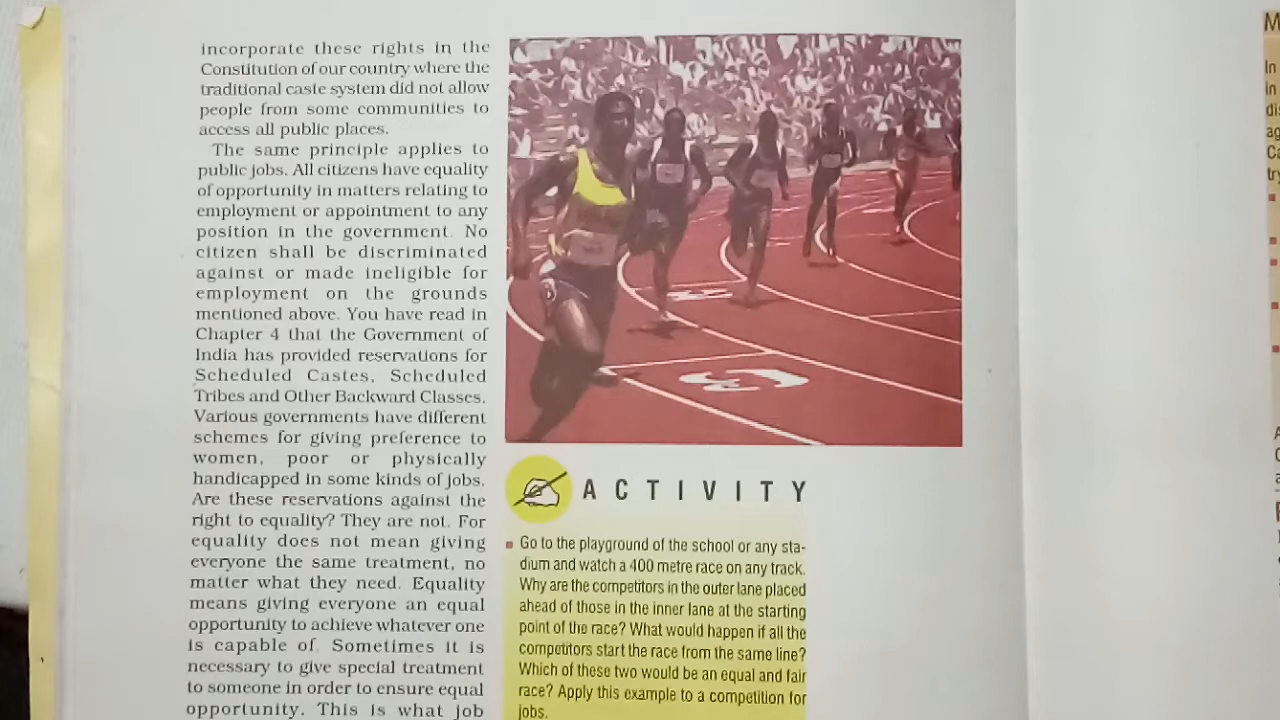 incorporate these rights in the
Constitution of our country where the
traditional caste system did not allow
people from some communities to
access all public places.
The same principle applies to
public jobs. All citizens have equality
of opportunity in matters relating to
employment or appointment to any
position in the government. No
citizen shall be discriminated
against or made ineligible for
employment on the grounds
mentioned above. You have read in
Chapter 4 that the Government of
India has provided reservations for
Scheduled Castes, Scheduled
Tribes and Other Backward Classes.
Various governments have different
schemes for giving preference to
women, poor or physically
handicapped in some kinds of jobs.
Are these reservations against the
right to equality? They are not. For
equality does not mean giving
everyone the same treatment, no
matter what they need. Equality
means giving everyone an equal
opportunity to achieve whatever one
is capable of. Sometimes it is
necessary to give special treatment
to someone in order to ensure equal
opportunity. This is what job
5
ACTIVITY
Go to the playground of the school or any sta-
dium and watch a 400 metre race on any track.
Why are the competitors in the outer lane placed
ahead of those in the inner lane at the starting
point of the race? What would happen if all the
competitors start the race from the same line?
Which of these two would be an equal and fair
race? Apply this example to a competition for
jobs.
In
in